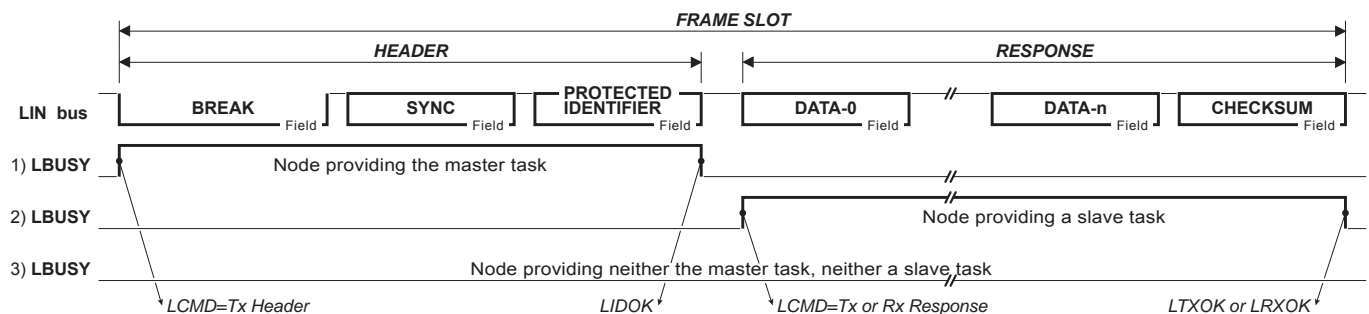 FRAME SLOT
HEADER
RESPONSE
LIN bus
BREAK
Field
SYNC
Field
PROTECTED
IDENTIFIER
Field
DATA-0
Field
DATA-n
Field
CHECKSUM
Field
1) LBUSY
Node providing the master task
2) LBUSY
Node providing a slave task
3) LBUSY
Node providing neither the master task, neither a slave task
LCMD=Tx Header
LIDOK
LCMD=Tx or Rx Response
LTXOK or LRXOK